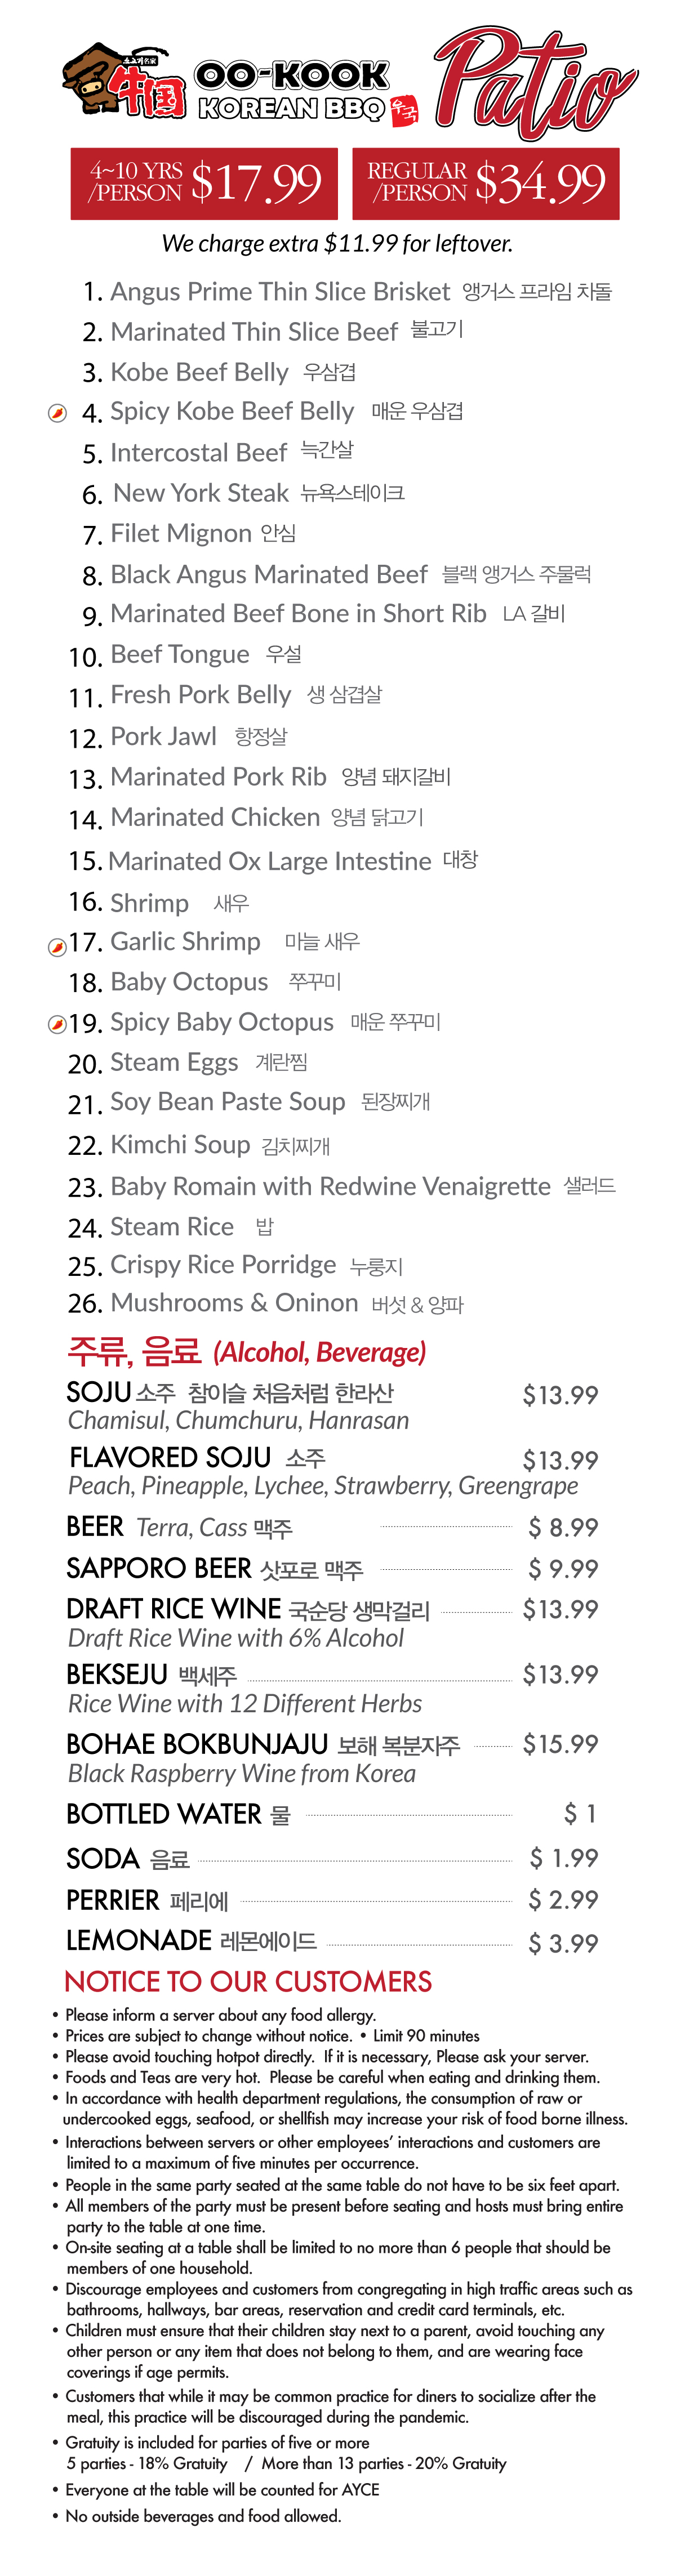 소고기名家
牛国
OO-KOOK
KOREAN BBQ
우국
Patio
4~10 YRS
/PERSON $17.99
REGULAR
/PERSON $34.99
We charge extra $11.99 for leftover.
1. Angus Prime Thin Slice Brisket 앵거스 프라임 차돌
2. Marinated Thin Slice Beef 불고기
3. Kobe Beef Belly 우삼겹
4. Spicy Kobe Beef Belly 매운 우삼겹
5. Intercostal Beef 늑간살
6. New York Steak 뉴욕스테이크
7. Filet Mignon 안심
8. Black Angus Marinated Beef 블랙 앵거스 주물럭
9. Marinated Beef Bone in Short Rib LA 갈비
10. Beef Tongue 우설
11. Fresh Pork Belly 생 삼겹살
12. Pork Jawl 항정살
13. Marinated Pork Rib 양념 돼지갈비
14. Marinated Chicken 양념 닭고기
15. Marinated Ox Large Intestine 대창
16. Shrimp 새우
17. Garlic Shrimp 마늘 새우
18. Baby Octopus 쭈꾸미
19. Spicy Baby Octopus 매운 쭈꾸미
20. Steam Eggs 계란찜
21. Soy Bean Paste Soup 된장찌개
22. Kimchi Soup 김치찌개
23. Baby Romain with Redwine Venaigrette 샐러드
24. Steam Rice 밥
25. Crispy Rice Porridge 누룽지
26. Mushrooms & Oninon 버섯 & 양파
주류, 음료 (Alcohol, Beverage)
SOJU 소주 참이슬 처음처럼 한라산 $13.99
Chamisul, Chumchuru, Hanrasan
FLAVORED SOJU 소주 $13.99
Peach, Pineapple, Lychee, Strawberry, Greengrape
BEER Terra, Cass 맥주 $ 8.99
SAPPORO BEER 삿포로 맥주 $ 9.99
DRAFT RICE WINE 국순당 생막걸리 $13.99
Draft Rice Wine with 6% Alcohol
BEKSEJU 백세주 $13.99
Rice Wine with 12 Different Herbs
BOHAE BOKBUNJAJU 보해 복분자주 $15.99
Black Raspberry Wine from Korea
BOTTLED WATER 물 $ 1
SODA 음료 $ 1.99
PERRIER 페리에 $ 2.99
LEMONADE 레몬에이드 $ 3.99
NOTICE TO OUR CUSTOMERS
• Please inform a server about any food allergy.
• Prices are subject to change without notice. • Limit 90 minutes
• Please avoid touching hotpot directly. If it is necessary, Please ask your server.
• Foods and Teas are very hot. Please be careful when eating and drinking them.
• In accordance with health department regulations, the consumption of raw or
undercooked eggs, seafood, or shellfish may increase your risk of food borne illness.
• Interactions between servers or other employees’ interactions and customers are
limited to a maximum of five minutes per occurrence.
• People in the same party seated at the same table do not have to be six feet apart.
• All members of the party must be present before seating and hosts must bring entire
party to the table at one time.
• On-site seating at a table shall be limited to no more than 6 people that should be
members of one household.
• Discourage employees and customers from congregating in high traffic areas such as
bathrooms, hallways, bar areas, reservation and credit card terminals, etc.
• Children must ensure that their children stay next to a parent, avoid touching any
other person or any item that does not belong to them, and are wearing face
coverings if age permits.
• Customers that while it may be common practice for diners to socialize after the
meal, this practice will be discouraged during the pandemic.
• Gratuity is included for parties of five or more
5 parties - 18% Gratuity / More than 13 parties - 20% Gratuity
• Everyone at the table will be counted for AYCE
• No outside beverages and food allowed.